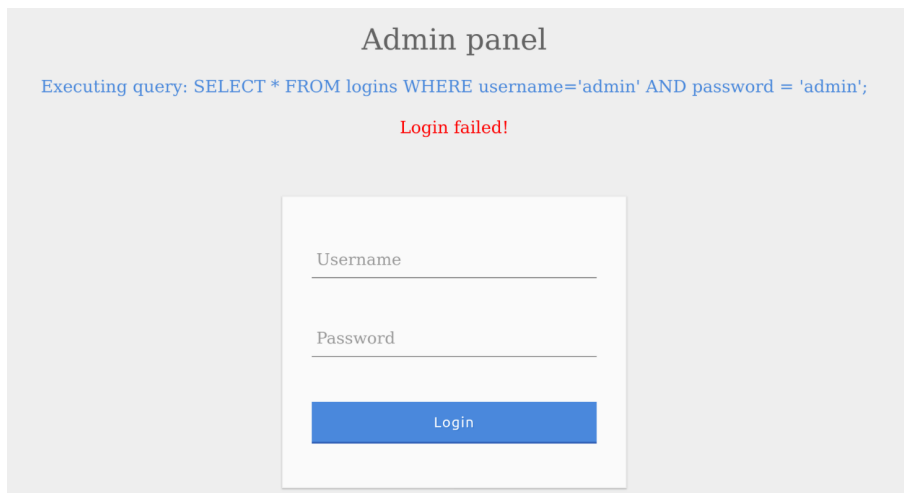 Admin panel
Executing query: SELECT * FROM logins WHERE username='admin' AND password = 'admin';
Login failed!
Username
Password
Login